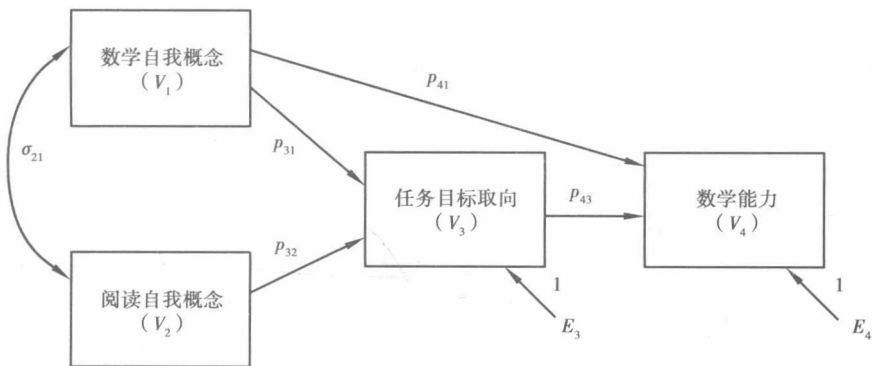 数学自我概念
（V₁）
p₄₁
p₃₁
σ₂₁
任务目标取向
（V₃）
p₄₃
数学能力
（V₄）
p₃₂
阅读自我概念
（V₂）
1
E₃
1
E₄